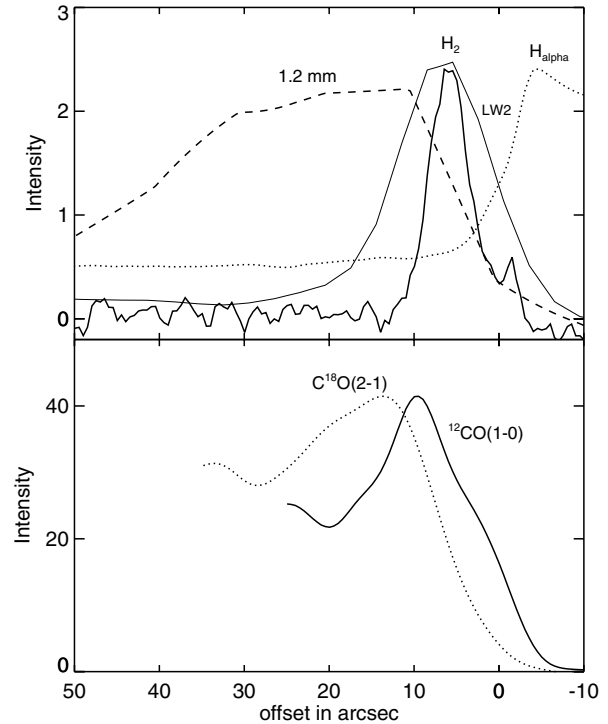 3
H₂
H_alpha
1.2 mm
LW2
2
Intensity
1
0
C¹⁸O(2-1)
40
¹²CO(1-0)
Intensity
20
0
50 40 30 20 10 0 -10
offset in arcsec